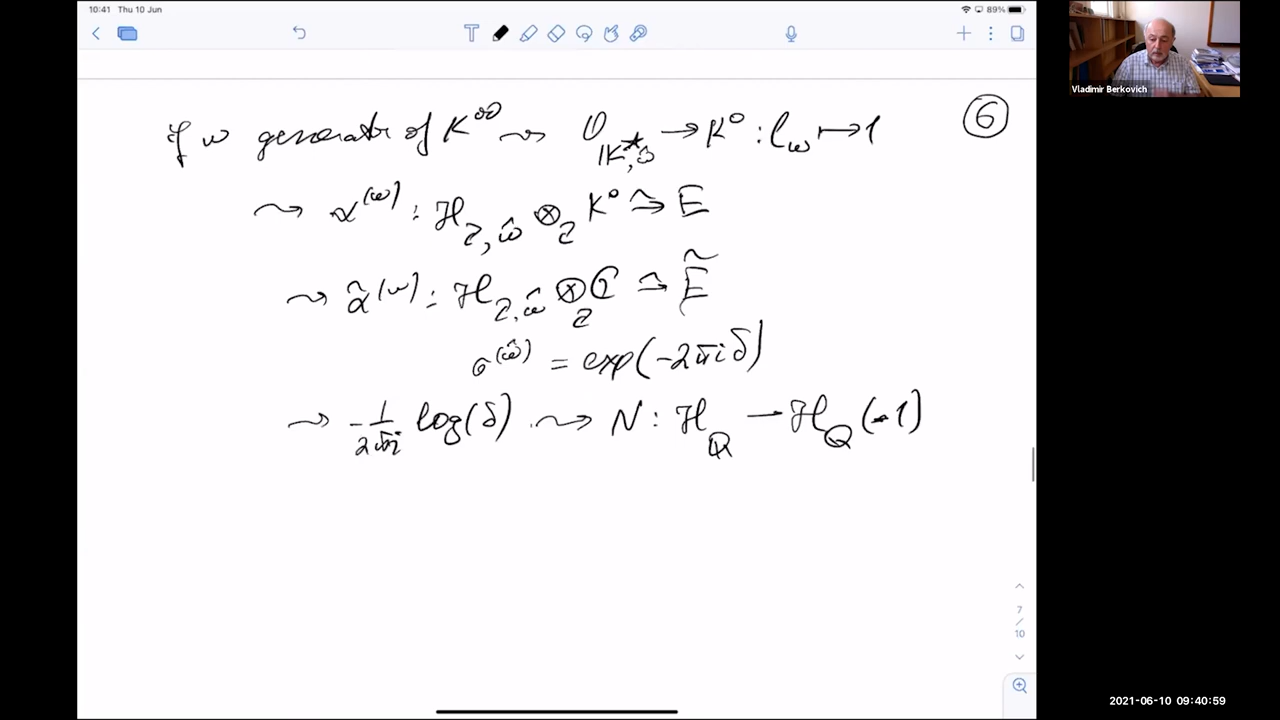 10:41 Thu 10 Jun
89%
Vladimir Berkovich
⑥
if ω generator of K°° ⇝ O_{K^*, ω̂} → K° : l_ω ↦ 1
⇝ α^{(ω)} : H_{Z, ω̂} ⊗_Z K° ⥲ E
⇝ α̃^{(ω)} : H_{Z, ω̂} ⊗_Z C ⥲ Ẽ
σ^{(ω̂)} = exp(-2πi δ)
⇝ -1/2πi log(σ) ⇝ N : H_Q → H_Q(-1)
7
/
10
2021-06-10 09:40:59